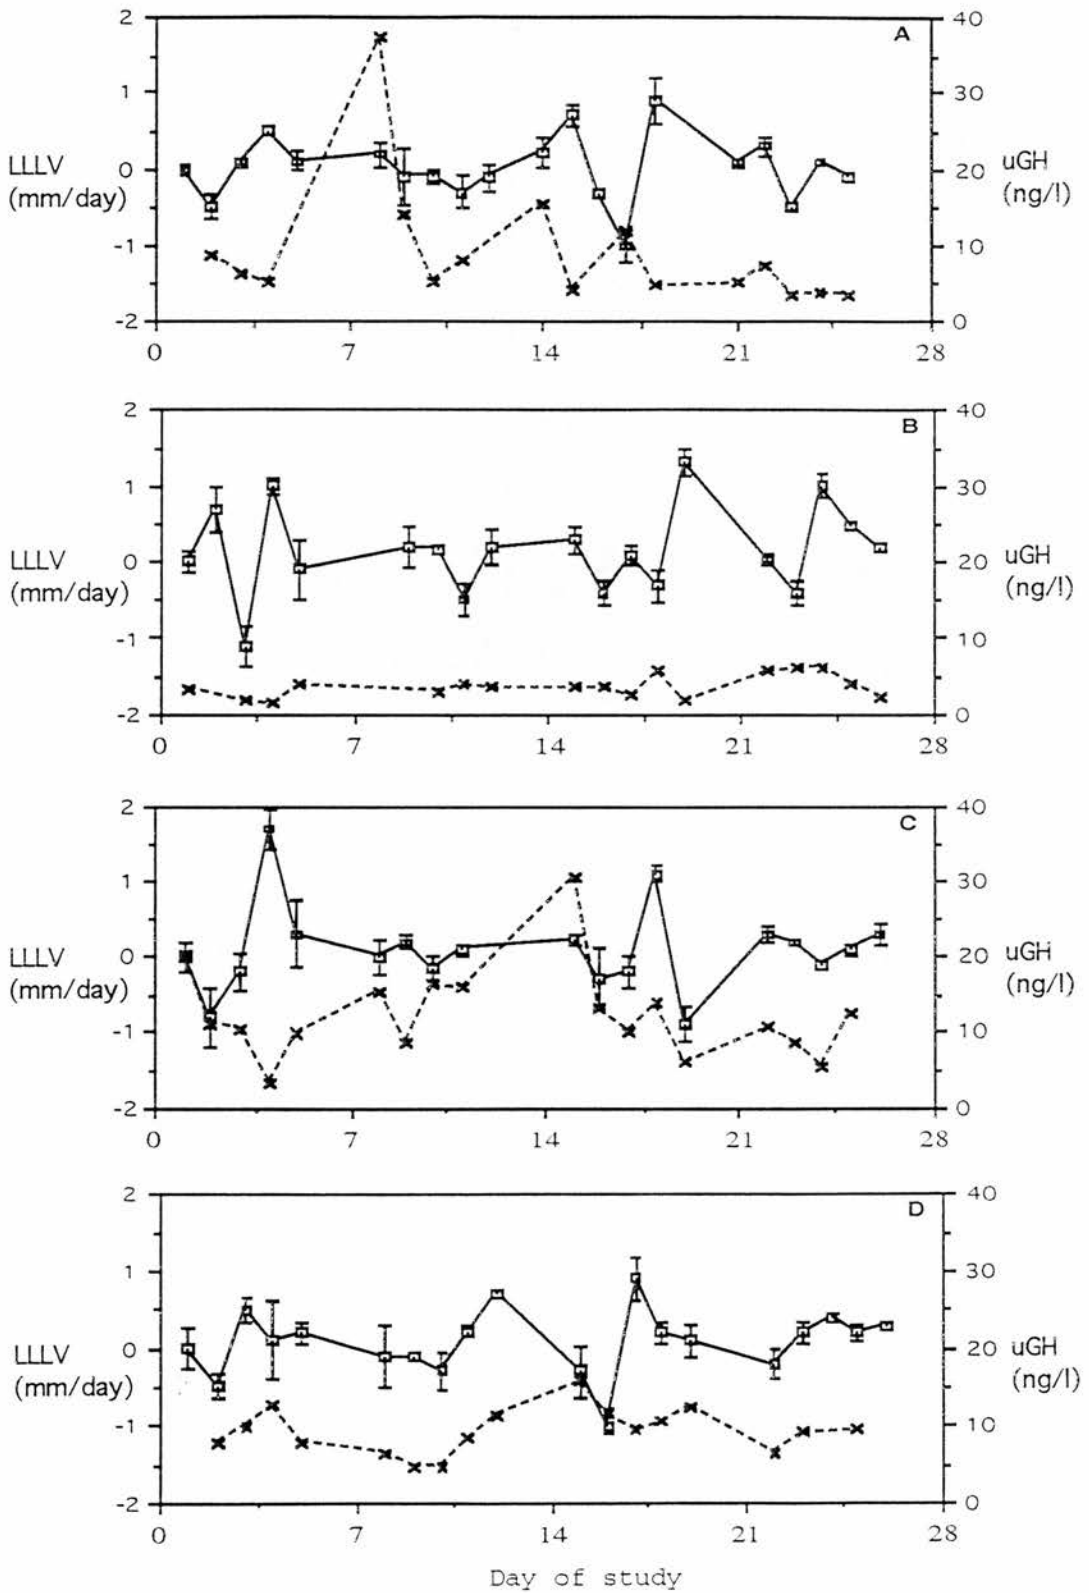 2 40
A
1 30
LLLV 0 20 uGH
(mm/day) (ng/l)
-1 10
-2 0
0 7 14 21 28
2 40
B
1 30
LLLV 0 20 uGH
(mm/day) (ng/l)
-1 10
-2 0
0 7 14 21 28
2 40
C
1 30
LLLV 0 20 uGH
(mm/day) (ng/l)
-1 10
-2 0
0 7 14 21 28
2 40
D
1 30
LLLV 0 20 uGH
(mm/day) (ng/l)
-1 10
-2 0
0 7 14 21 28
Day of study